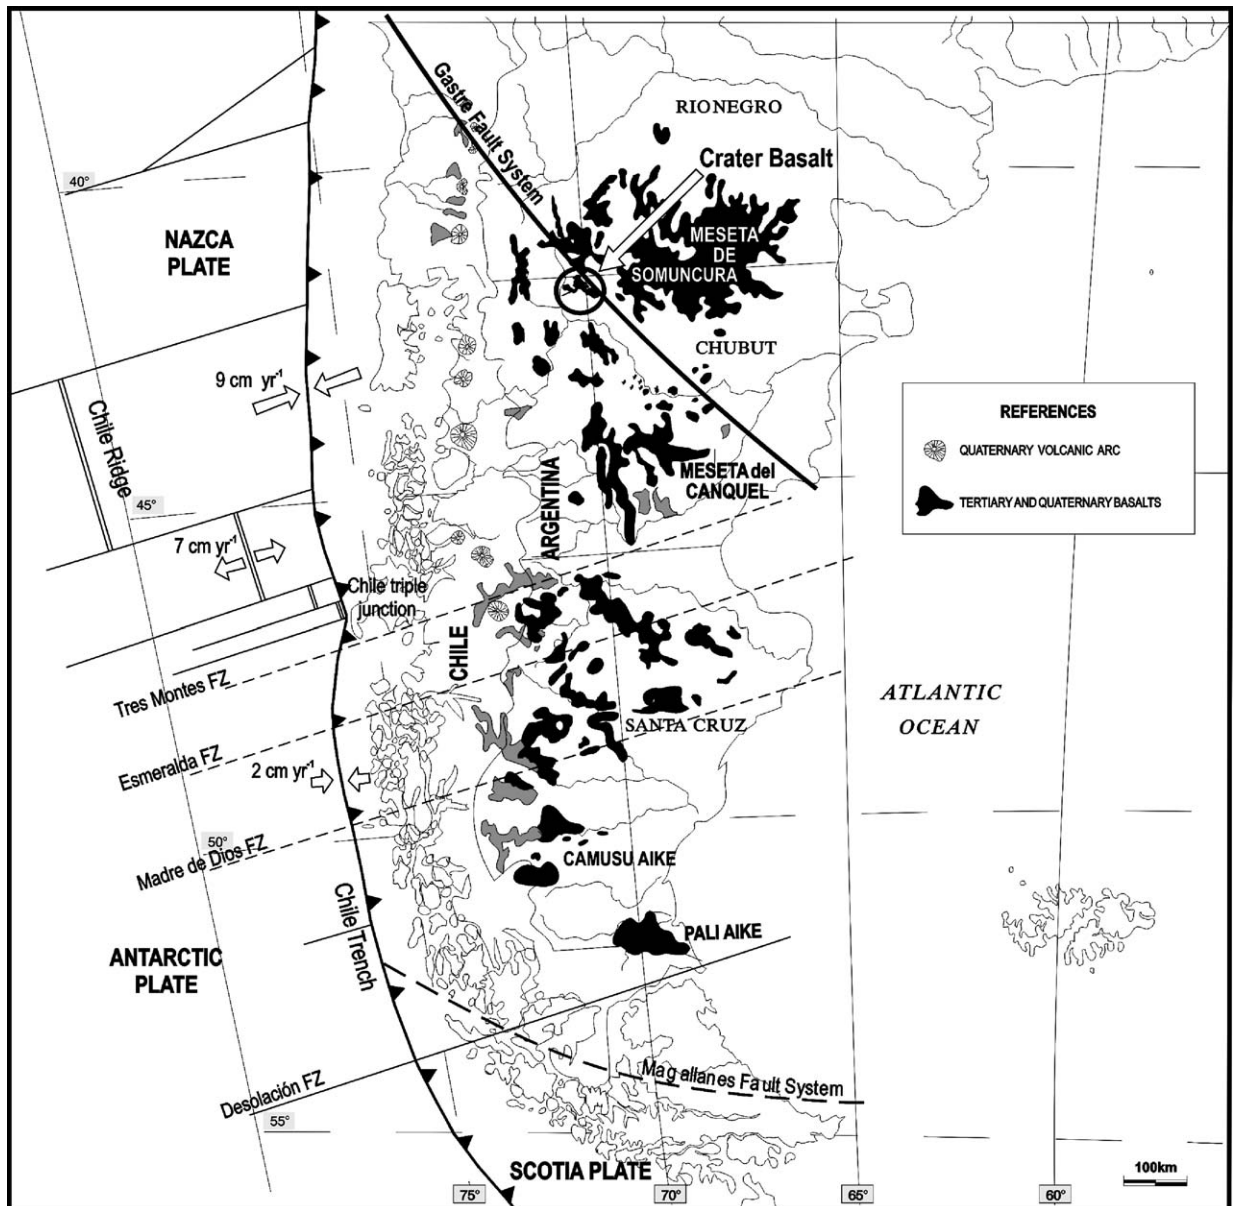 RIONEGRO
Gastre Fault System
Crater Basalt
40°
NAZCA
PLATE
MESETA
DE
SOMUNCURA
CHUBUT
9 cm yr⁻¹
Chile Ridge
REFERENCES
QUATERNARY VOLCANIC ARC
TERTIARY AND QUATERNARY BASALTS
MESETA del
CANQUEL
ARGENTINA
45°
7 cm yr⁻¹
Chile triple
junction
CHILE
Tres Montes FZ
ATLANTIC
OCEAN
SANTA CRUZ
Esmeralda FZ
2 cm yr⁻¹
50°
Madre de Dios FZ
CAMUSU AIKE
Chile Trench
PALI AIKE
ANTARCTIC
PLATE
Magallanes Fault System
Desolación FZ
55°
SCOTIA PLATE
100km
75°
70°
65°
60°